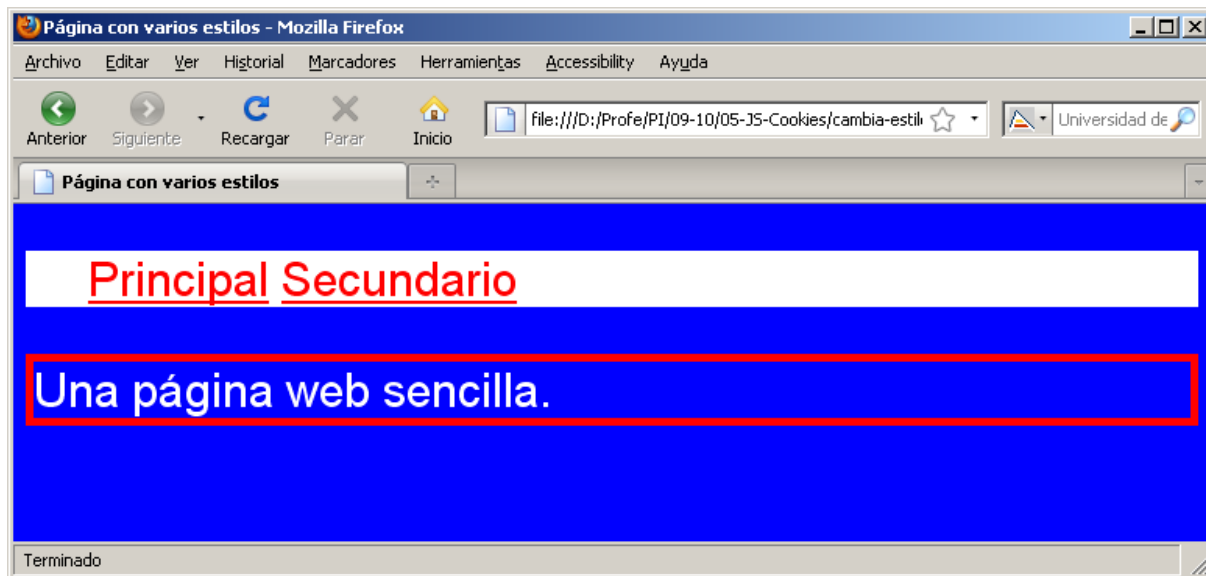 Página con varios estilos - Mozilla Firefox
Archivo Editar Ver Historial Marcadores Herramientas Accessibility Ayuda
Anterior Siguiente Recargar Parar Inicio file:///D:/Profe/PI/09-10/05-JS-Cookies/cambia-estil Universidad de
Página con varios estilos
Principal Secundario
Una página web sencilla.
Terminado